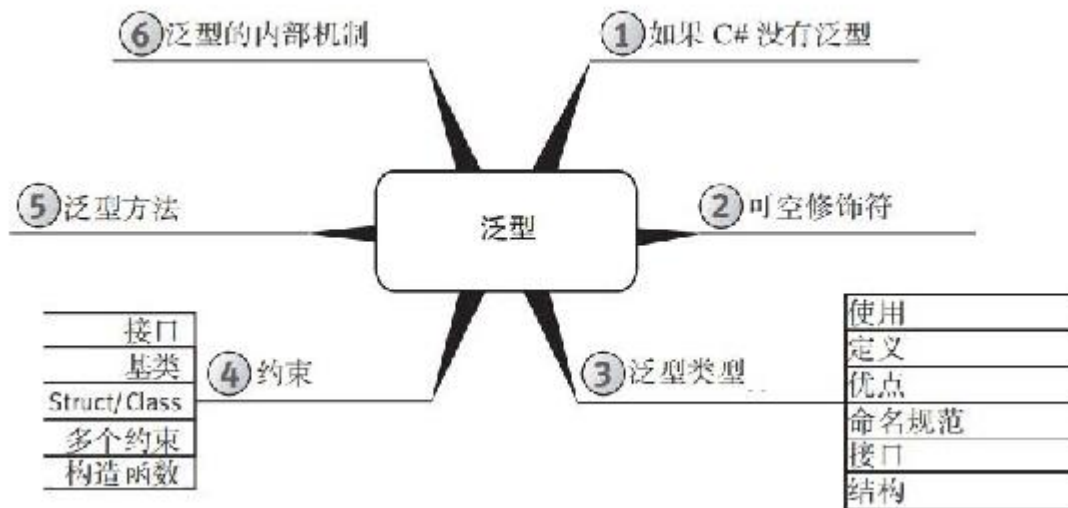 ⑥泛型的内部机制
①如果 C# 没有泛型
⑤泛型方法
泛型
②可空修饰符
接口
基类
Struct/Class
多个约束
构造函数
④约束
③泛型类型
使用
定义
优点
命名规范
接口
结构